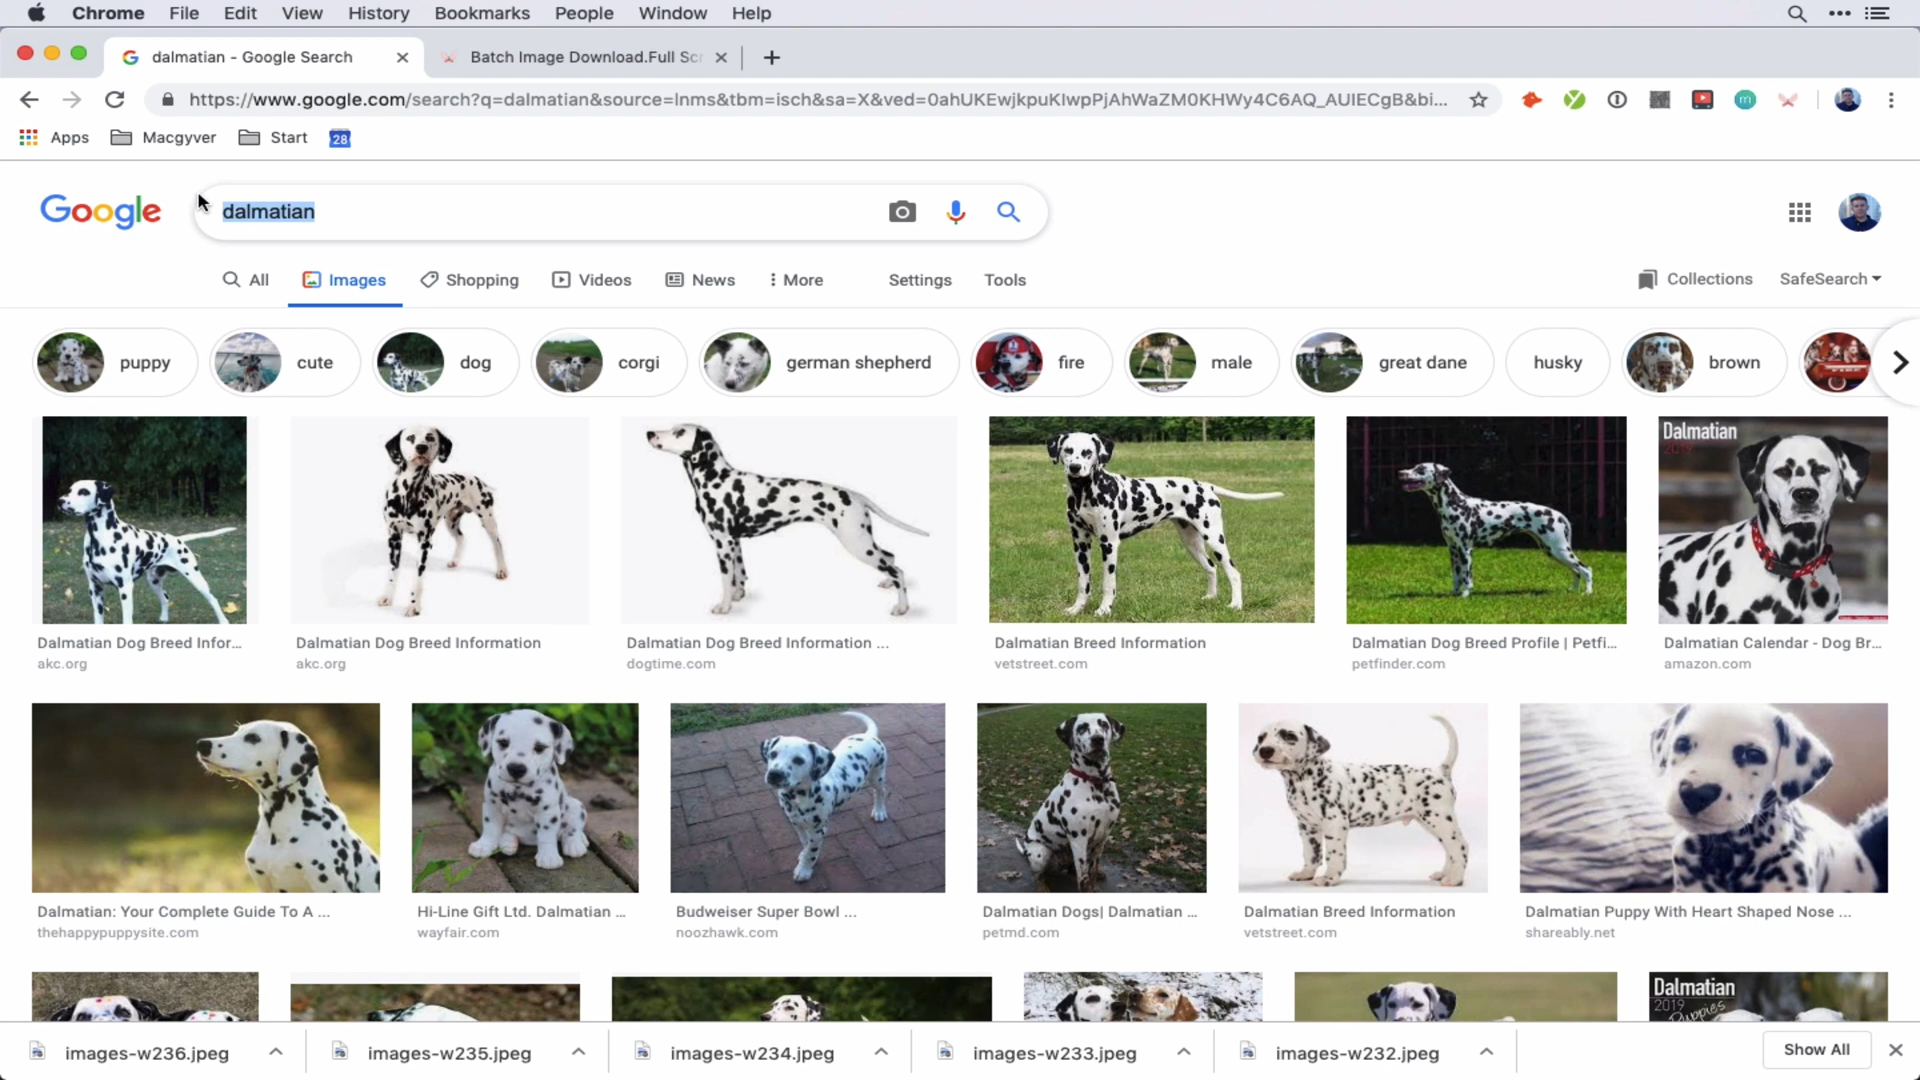 Chrome File Edit View History Bookmarks People Window Help
dalmatian - Google Search
Batch Image Download.Full Scr
https://www.google.com/search?q=dalmatian&source=lnms&tbm=isch&sa=X&ved=0ahUKEwjkpuKIwpPjAhWaZM0KHWy4C6AQ_AUIECgB&bi...
Apps Macgyver Start 28
Google
dalmatian
All Images Shopping Videos News More Settings Tools Collections SafeSearch
puppy cute dog corgi german shepherd fire male great dane husky brown
Dalmatian
2019
Dalmatian Dog Breed Infor...
akc.org
Dalmatian Dog Breed Information
akc.org
Dalmatian Dog Breed Information ...
dogtime.com
Dalmatian Breed Information
vetstreet.com
Dalmatian Dog Breed Profile | Petfi...
petfinder.com
Dalmatian Calendar - Dog Br...
amazon.com
Dalmatian: Your Complete Guide To A ...
thehappypuppysite.com
Hi-Line Gift Ltd. Dalmatian ...
wayfair.com
Budweiser Super Bowl ...
noozhawk.com
Dalmatian Dogs| Dalmatian ...
petmd.com
Dalmatian Breed Information
vetstreet.com
Dalmatian Puppy With Heart Shaped Nose ...
shareably.net
Dalmatian
2019
Puppies
images-w236.jpeg images-w235.jpeg images-w234.jpeg images-w233.jpeg images-w232.jpeg Show All